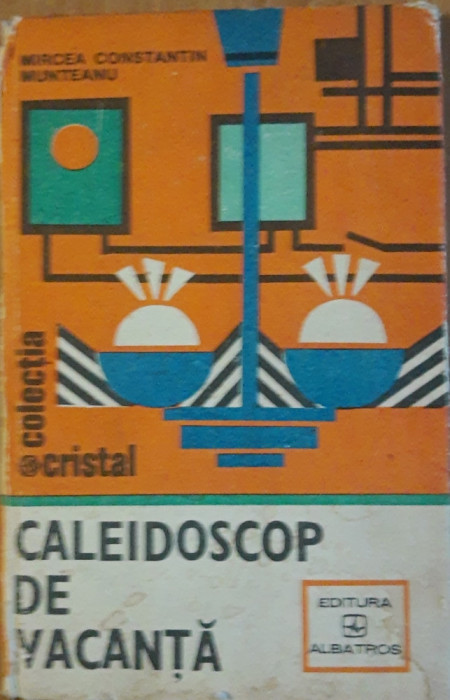 MIRCEA CONSTANTIN
MUNTEANU
colecția
cristal
CALEIDOSCOP
DE
VACANȚĂ
EDITURA
ALBATROS